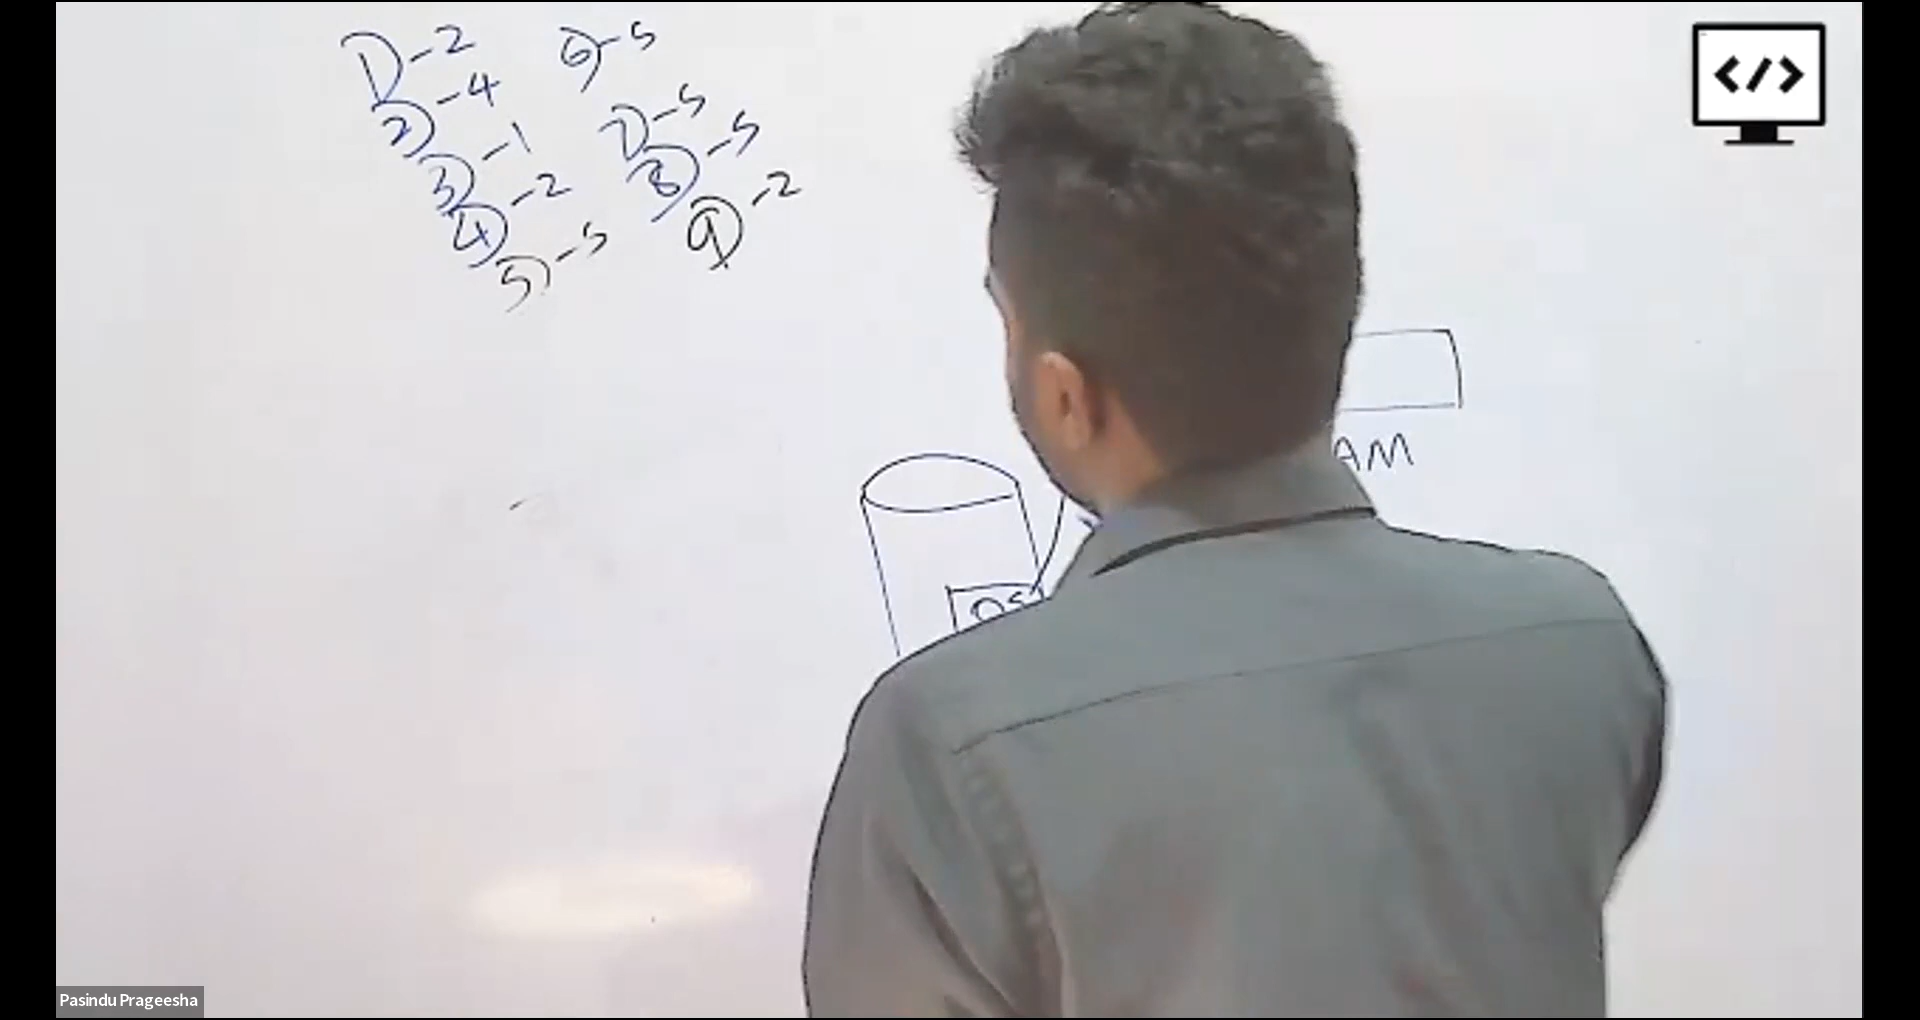 1) - 2
2) - 4
3) - 1
4) - 2
5) - 5
6) - 5
7) - 5
8) - 5
9) - 2
</>
AM
OS
Pasindu Prageesha